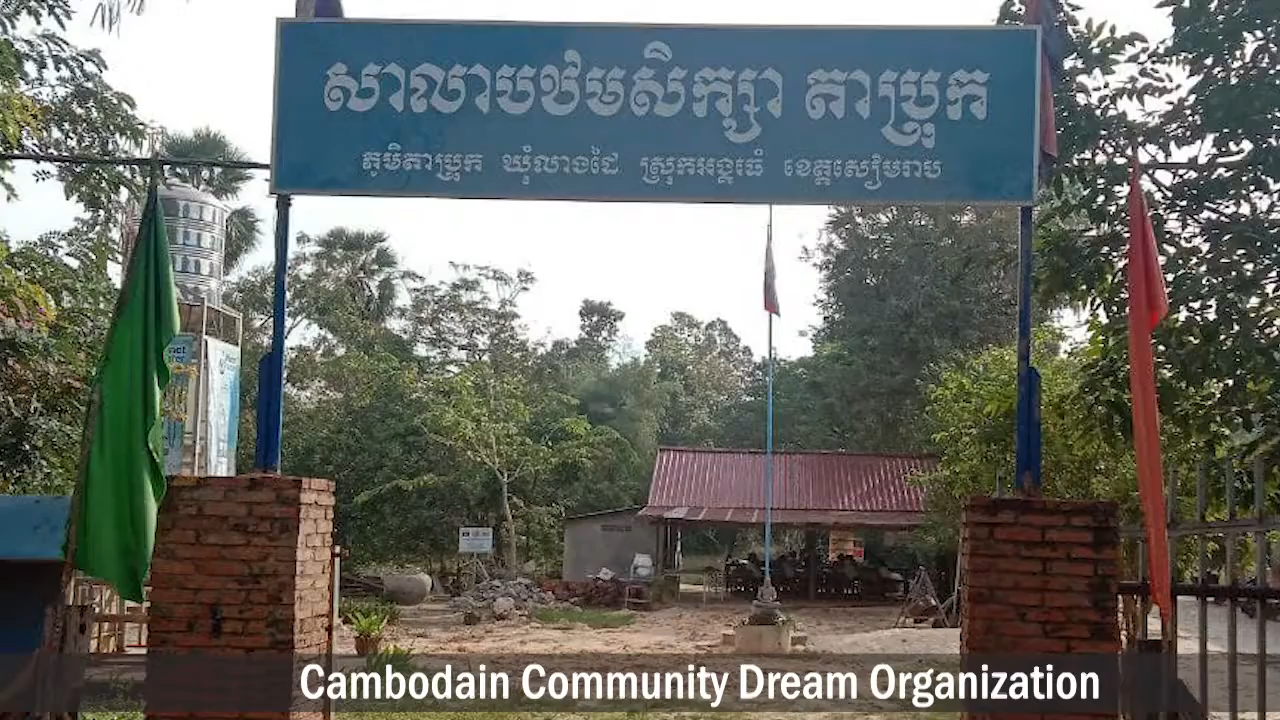 សាលាបឋមសិក្សា តាប្រុក
ភូមិតាប្រុក ឃុំលាងដៃ ស្រុកអង្គរធំ ខេត្តសៀមរាប
Cambodain Community Dream Organization